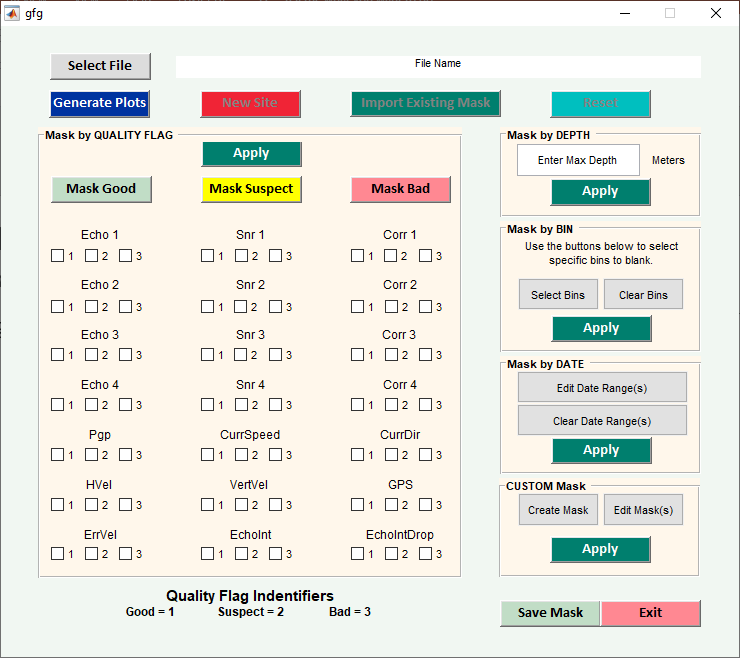 gfg
Select File
File Name
Generate Plots New Site Import Existing Mask Reset
Mask by QUALITY FLAG
Apply
Mask Good Mask Suspect Mask Bad
Echo 1 Snr 1 Corr 1
1 2 3 1 2 3 1 2 3
Echo 2 Snr 2 Corr 2
1 2 3 1 2 3 1 2 3
Echo 3 Snr 3 Corr 3
1 2 3 1 2 3 1 2 3
Echo 4 Snr 4 Corr 4
1 2 3 1 2 3 1 2 3
Pgp CurrSpeed CurrDir
1 2 3 1 2 3 1 2 3
HVel VertVel GPS
1 2 3 1 2 3 1 2 3
ErrVel EchoInt EchoIntDrop
1 2 3 1 2 3 1 2 3
Quality Flag Indentifiers
Good = 1 Suspect = 2 Bad = 3
Mask by DEPTH
Enter Max Depth Meters
Apply
Mask by BIN
Use the buttons below to select
specific bins to blank.
Select Bins Clear Bins
Apply
Mask by DATE
Edit Date Range(s)
Clear Date Range(s)
Apply
CUSTOM Mask
Create Mask Edit Mask(s)
Apply
Save Mask Exit